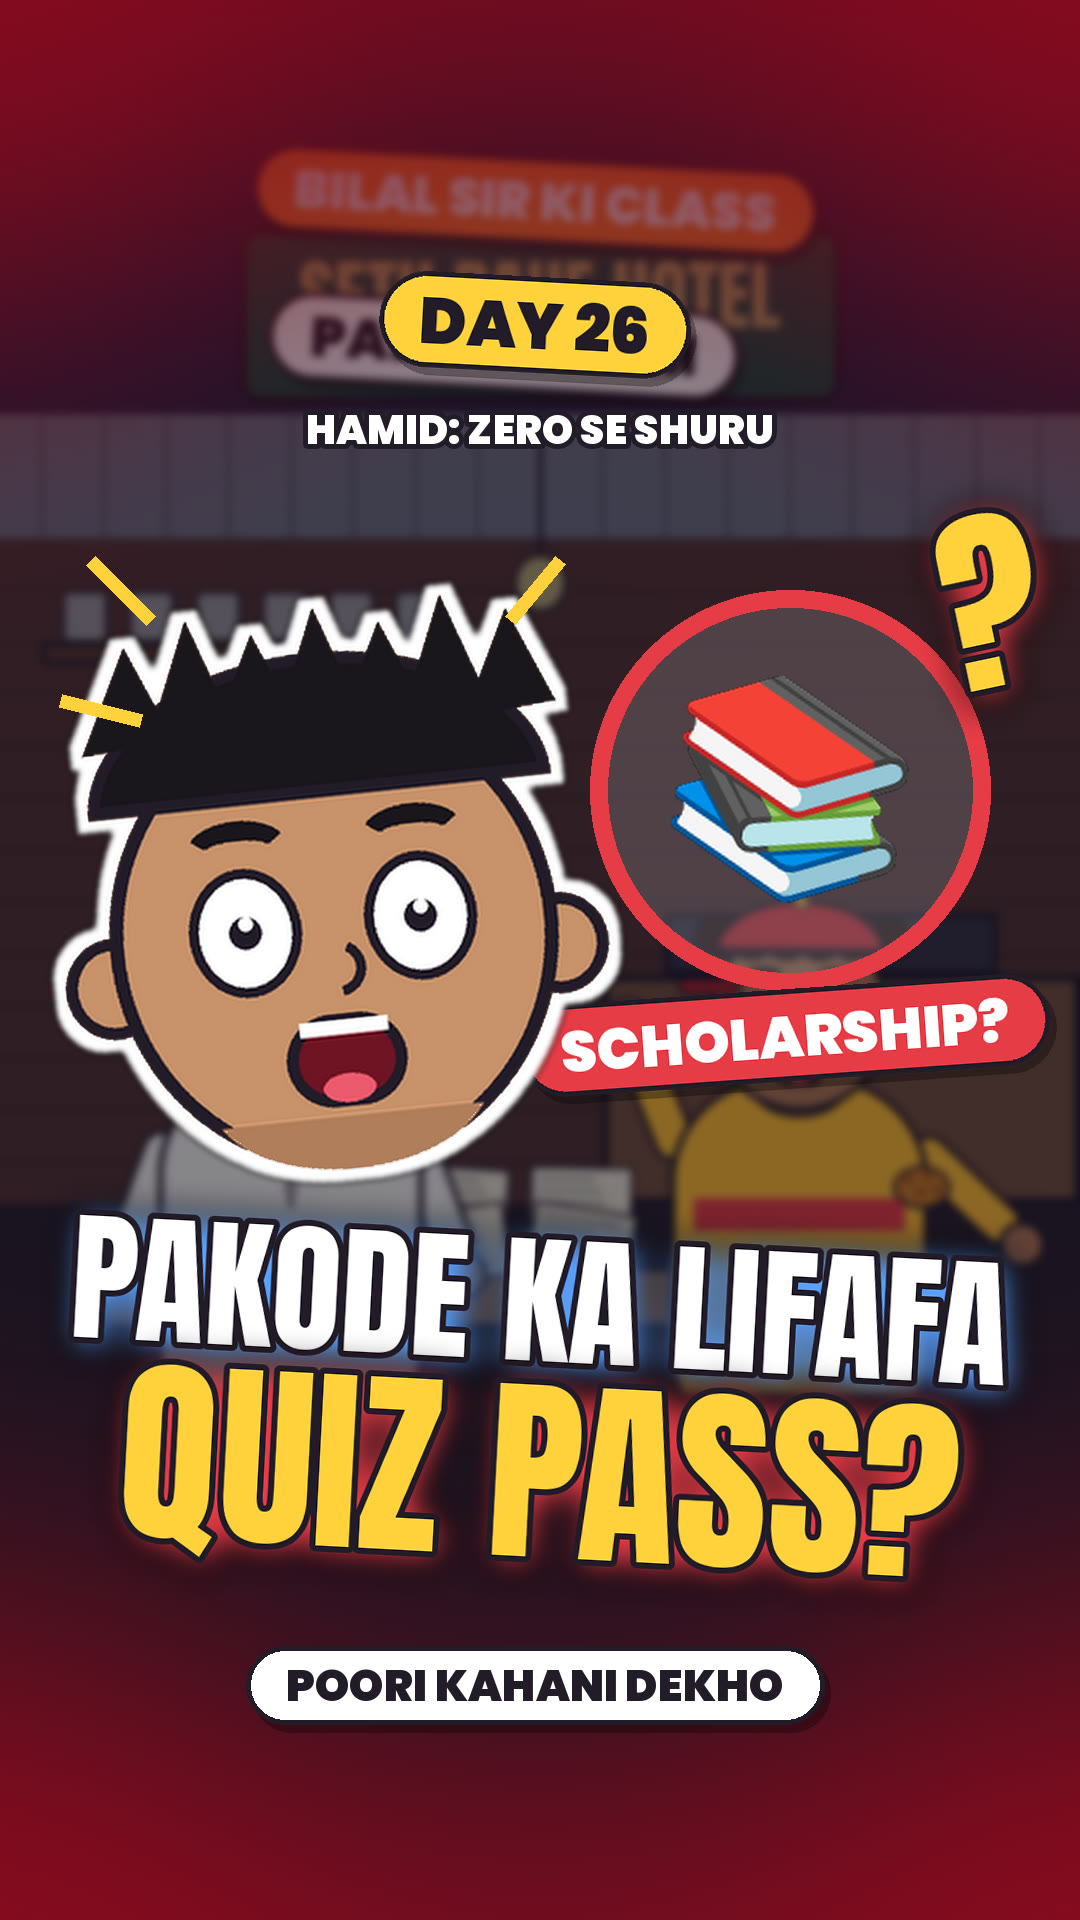 BILAL SIR KI CLASS
HOTEL
DAY 26
HAMID: ZERO SE SHURU
?
SCHOLARSHIP?
PAKODE KA LIFAFA
QUIZ PASS?
POORI KAHANI DEKHO